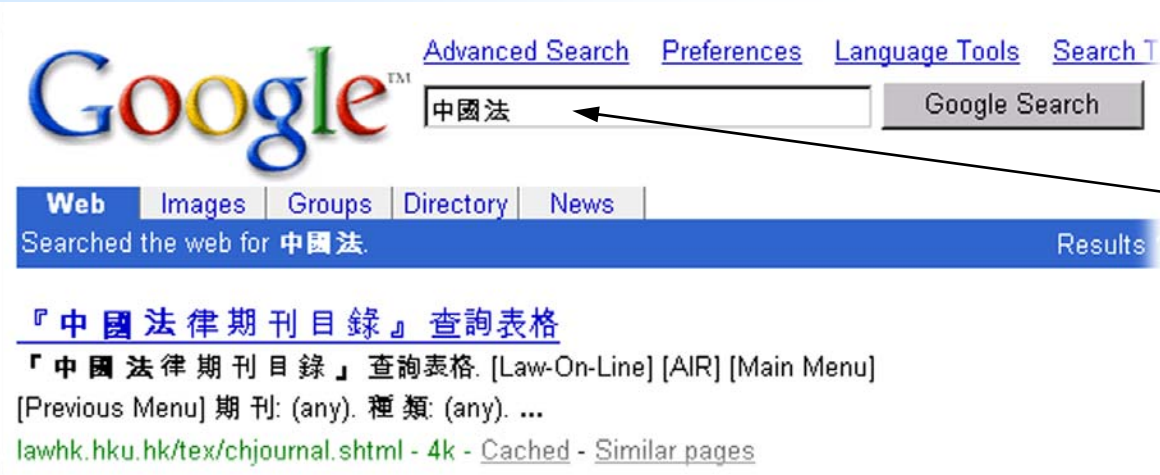 Google™
Advanced Search Preferences Language Tools Search T
中國法 Google Search
Web Images Groups Directory News
Searched the web for 中國法. Results
『中國法律期刊目錄』查詢表格
「中國法律期刊目錄」查詢表格. [Law-On-Line] [AIR] [Main Menu]
[Previous Menu] 期刊: (any). 種類: (any). ...
lawhk.hku.hk/tex/chjournal.shtml - 4k - Cached - Similar pages